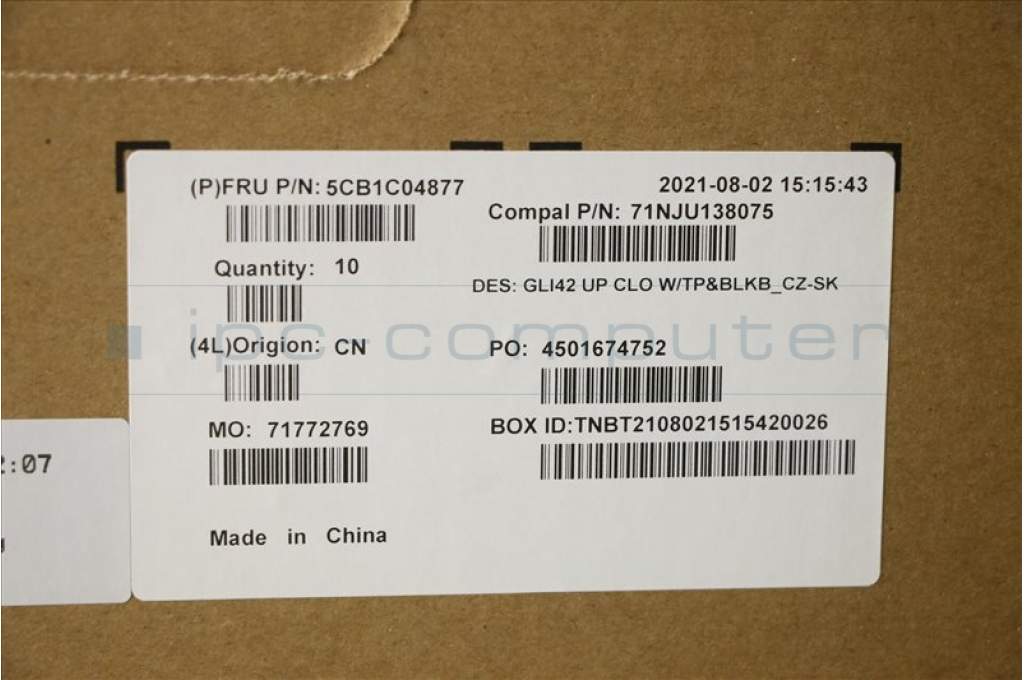 (P)FRU P/N: 5CB1C04877
2021-08-02 15:15:43
Compal P/N: 71NJU138075
Quantity: 10
DES: GLI42 UP CLO W/TP&BLKB_CZ-SK
ipc-computer
(4L)Origion: CN
PO: 4501674752
MO: 71772769
BOX ID:TNBT2108021515420026
:07
Made in China